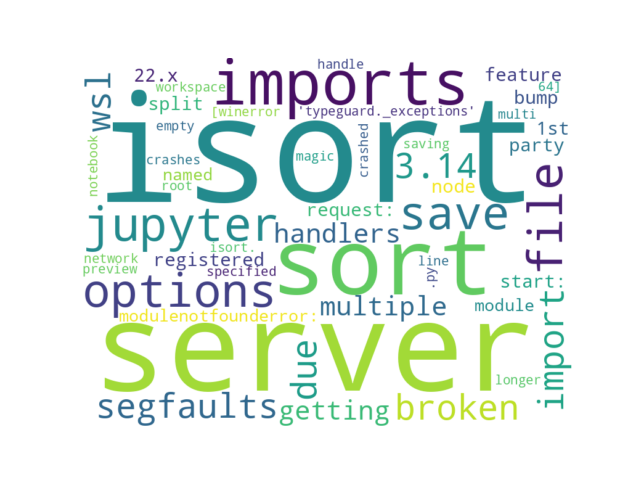 handle
22.x
imports
feature
workspace
64]
wsl
split
[winerror
'typeguard._exceptions'
bump
multi
isort
empty
1st
notebook
crashes
magic
crashed
saving
party
named
3.14
root
node
file
jupyter
request:
save
handlers
isort.
sort
network
registered
line
preview
specified
.py
options
start:
multiple
module
modulenotfounderror:
import
server
due
longer
segfaults
getting
broken